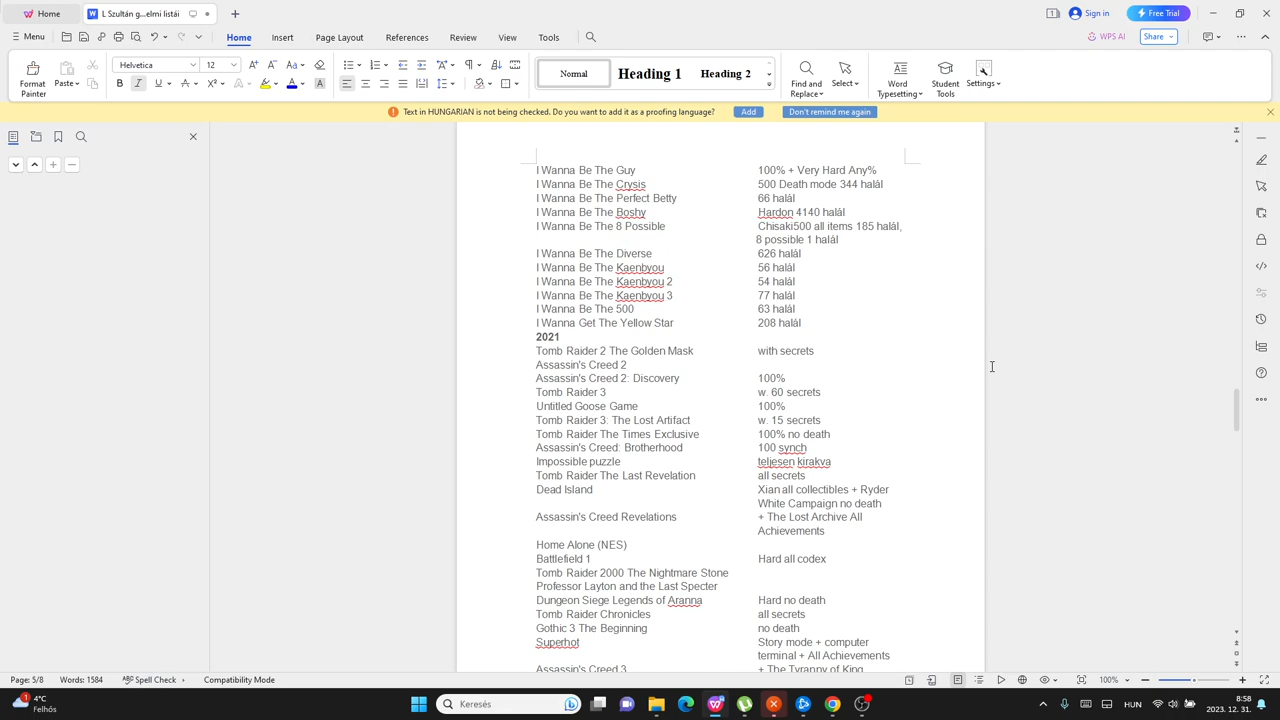 Home
L Szultán g...elmi listái
Sign in
Free Trial
Menu
Home
Insert
Page Layout
References
Review
View
Tools
WPS AI
Share
Format Painter
Paste
Helvetica
12
B
I
U
A
Normal
Heading 1
Heading 2
Find and Replace
Select
Word Typesetting
Student Tools
Settings
Text in HUNGARIAN is not being checked. Do you want to add it as a proofing language?
Add
Don't remind me again
I Wanna Be The Guy 100% + Very Hard Any%
I Wanna Be The Crysis 500 Death mode 344 halál
I Wanna Be The Perfect Betty 66 halál
I Wanna Be The Boshy Hardon 4140 halál
I Wanna Be The 8 Possible Chisaki500 all items 185 halál,
8 possible 1 halál
I Wanna Be The Diverse 626 halál
I Wanna Be The Kaenbyou 56 halál
I Wanna Be The Kaenbyou 2 54 halál
I Wanna Be The Kaenbyou 3 77 halál
I Wanna Be The 500 63 halál
I Wanna Get The Yellow Star 208 halál
2021
Tomb Raider 2 The Golden Mask with secrets
Assassin's Creed 2
Assassin's Creed 2: Discovery 100%
Tomb Raider 3 w. 60 secrets
Untitled Goose Game 100%
Tomb Raider 3: The Lost Artifact w. 15 secrets
Tomb Raider The Times Exclusive 100% no death
Assassin's Creed: Brotherhood 100 synch
Impossible puzzle teljesen kirakva
Tomb Raider The Last Revelation all secrets
Dead Island Xian all collectibles + Ryder
White Campaign no death
Assassin's Creed Revelations + The Lost Archive All
Achievements
Home Alone (NES)
Battlefield 1 Hard all codex
Tomb Raider 2000 The Nightmare Stone
Professor Layton and the Last Specter
Dungeon Siege Legends of Aranna Hard no death
Tomb Raider Chronicles all secrets
Gothic 3 The Beginning no death
Superhot Story mode + computer
terminal + All Achievements
Assassin's Creed 3 + The Tyranny of King
Page: 5/8
Words: 1584
Spell Check
Compatibility Mode
100%
4°C
Felhős
Keresés
HUN
8:58
2023. 12. 31.